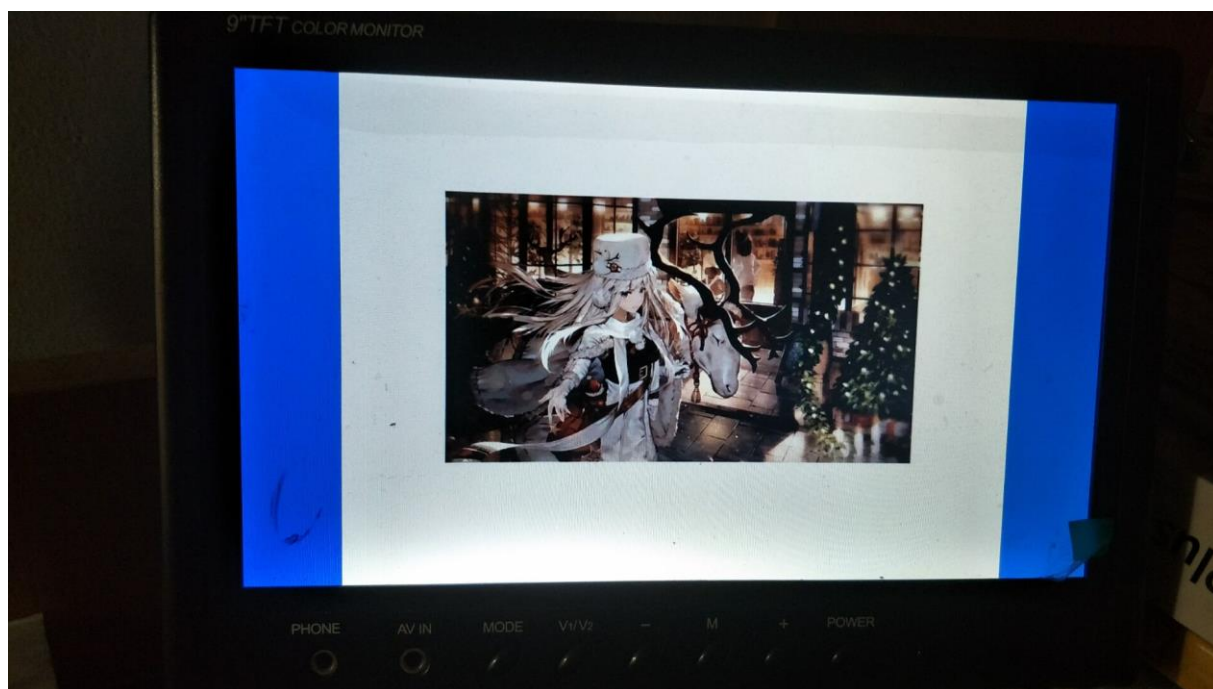 9"TFT COLOR MONITOR
PHONE AV IN MODE V1/V2 − M + POWER